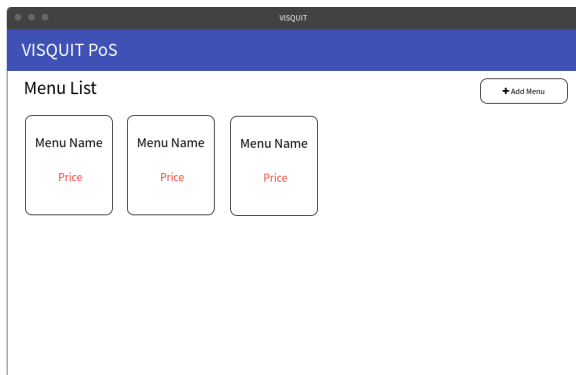 VISQUIT
VISQUIT PoS
Menu List
+ Add Menu
Menu Name
Price
Menu Name
Price
Menu Name
Price